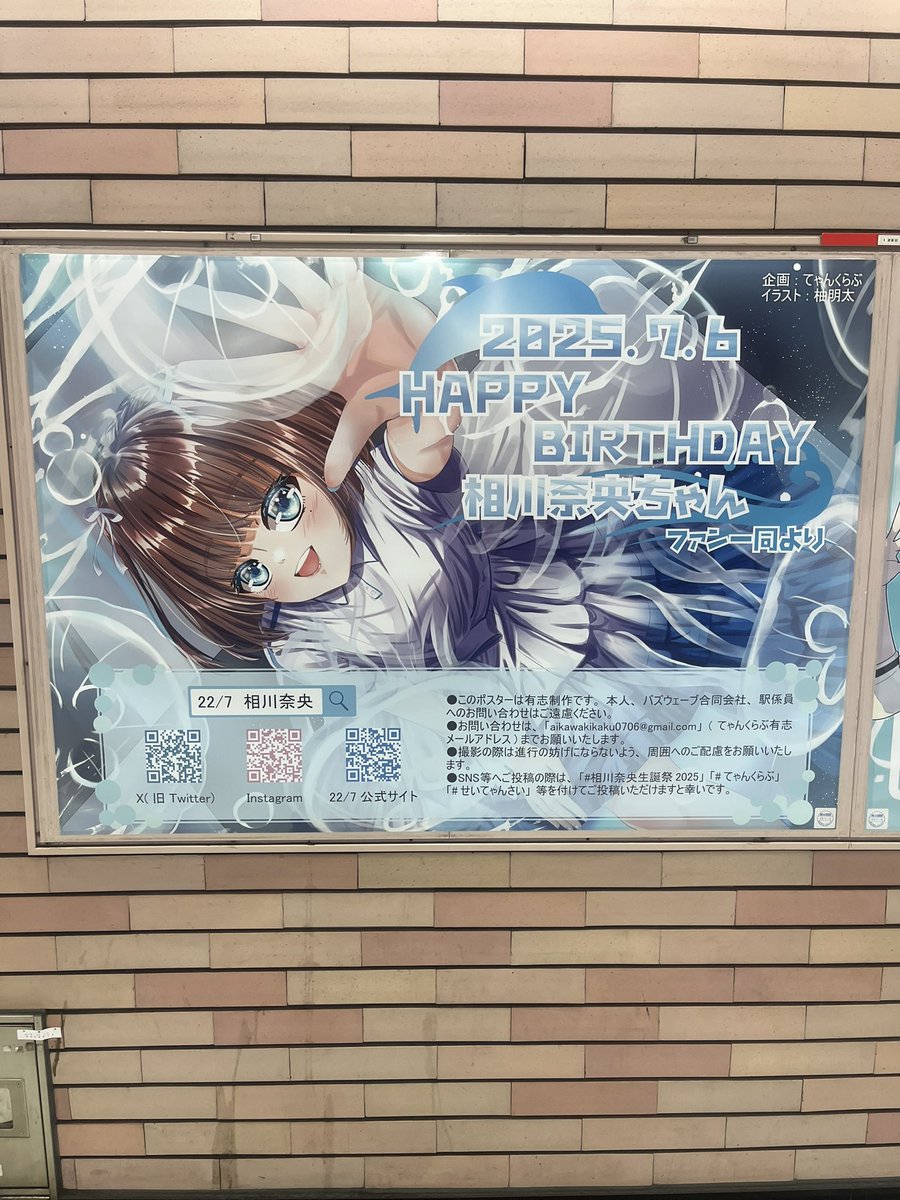 企画：てゃんくらぶ
イラスト：柚明太
2025.7.6
HAPPY
BIRTHDAY
相川奈央ちゃん
ファン一同より
22/7 相川奈央
X(旧 Twitter)
Instagram
22/7 公式サイト
●このポスターは有志制作です。本人、バズウェーブ合同会社、駅係員
へのお問い合わせはご遠慮ください。
●お問い合わせは、「aikawakikaku0706@gmail.com」( てゃんくらぶ有志
メールアドレス ) までお願いいたします。
●撮影の際は進行の妨げにならないよう、周囲へのご配慮をお願いいたし
ます。
●SNS等へご投稿の際は、「#相川奈央生誕祭 2025」「# てゃんくらぶ」
「# せいてゃんさい」 等を付けてご投稿いただけますと幸いです。